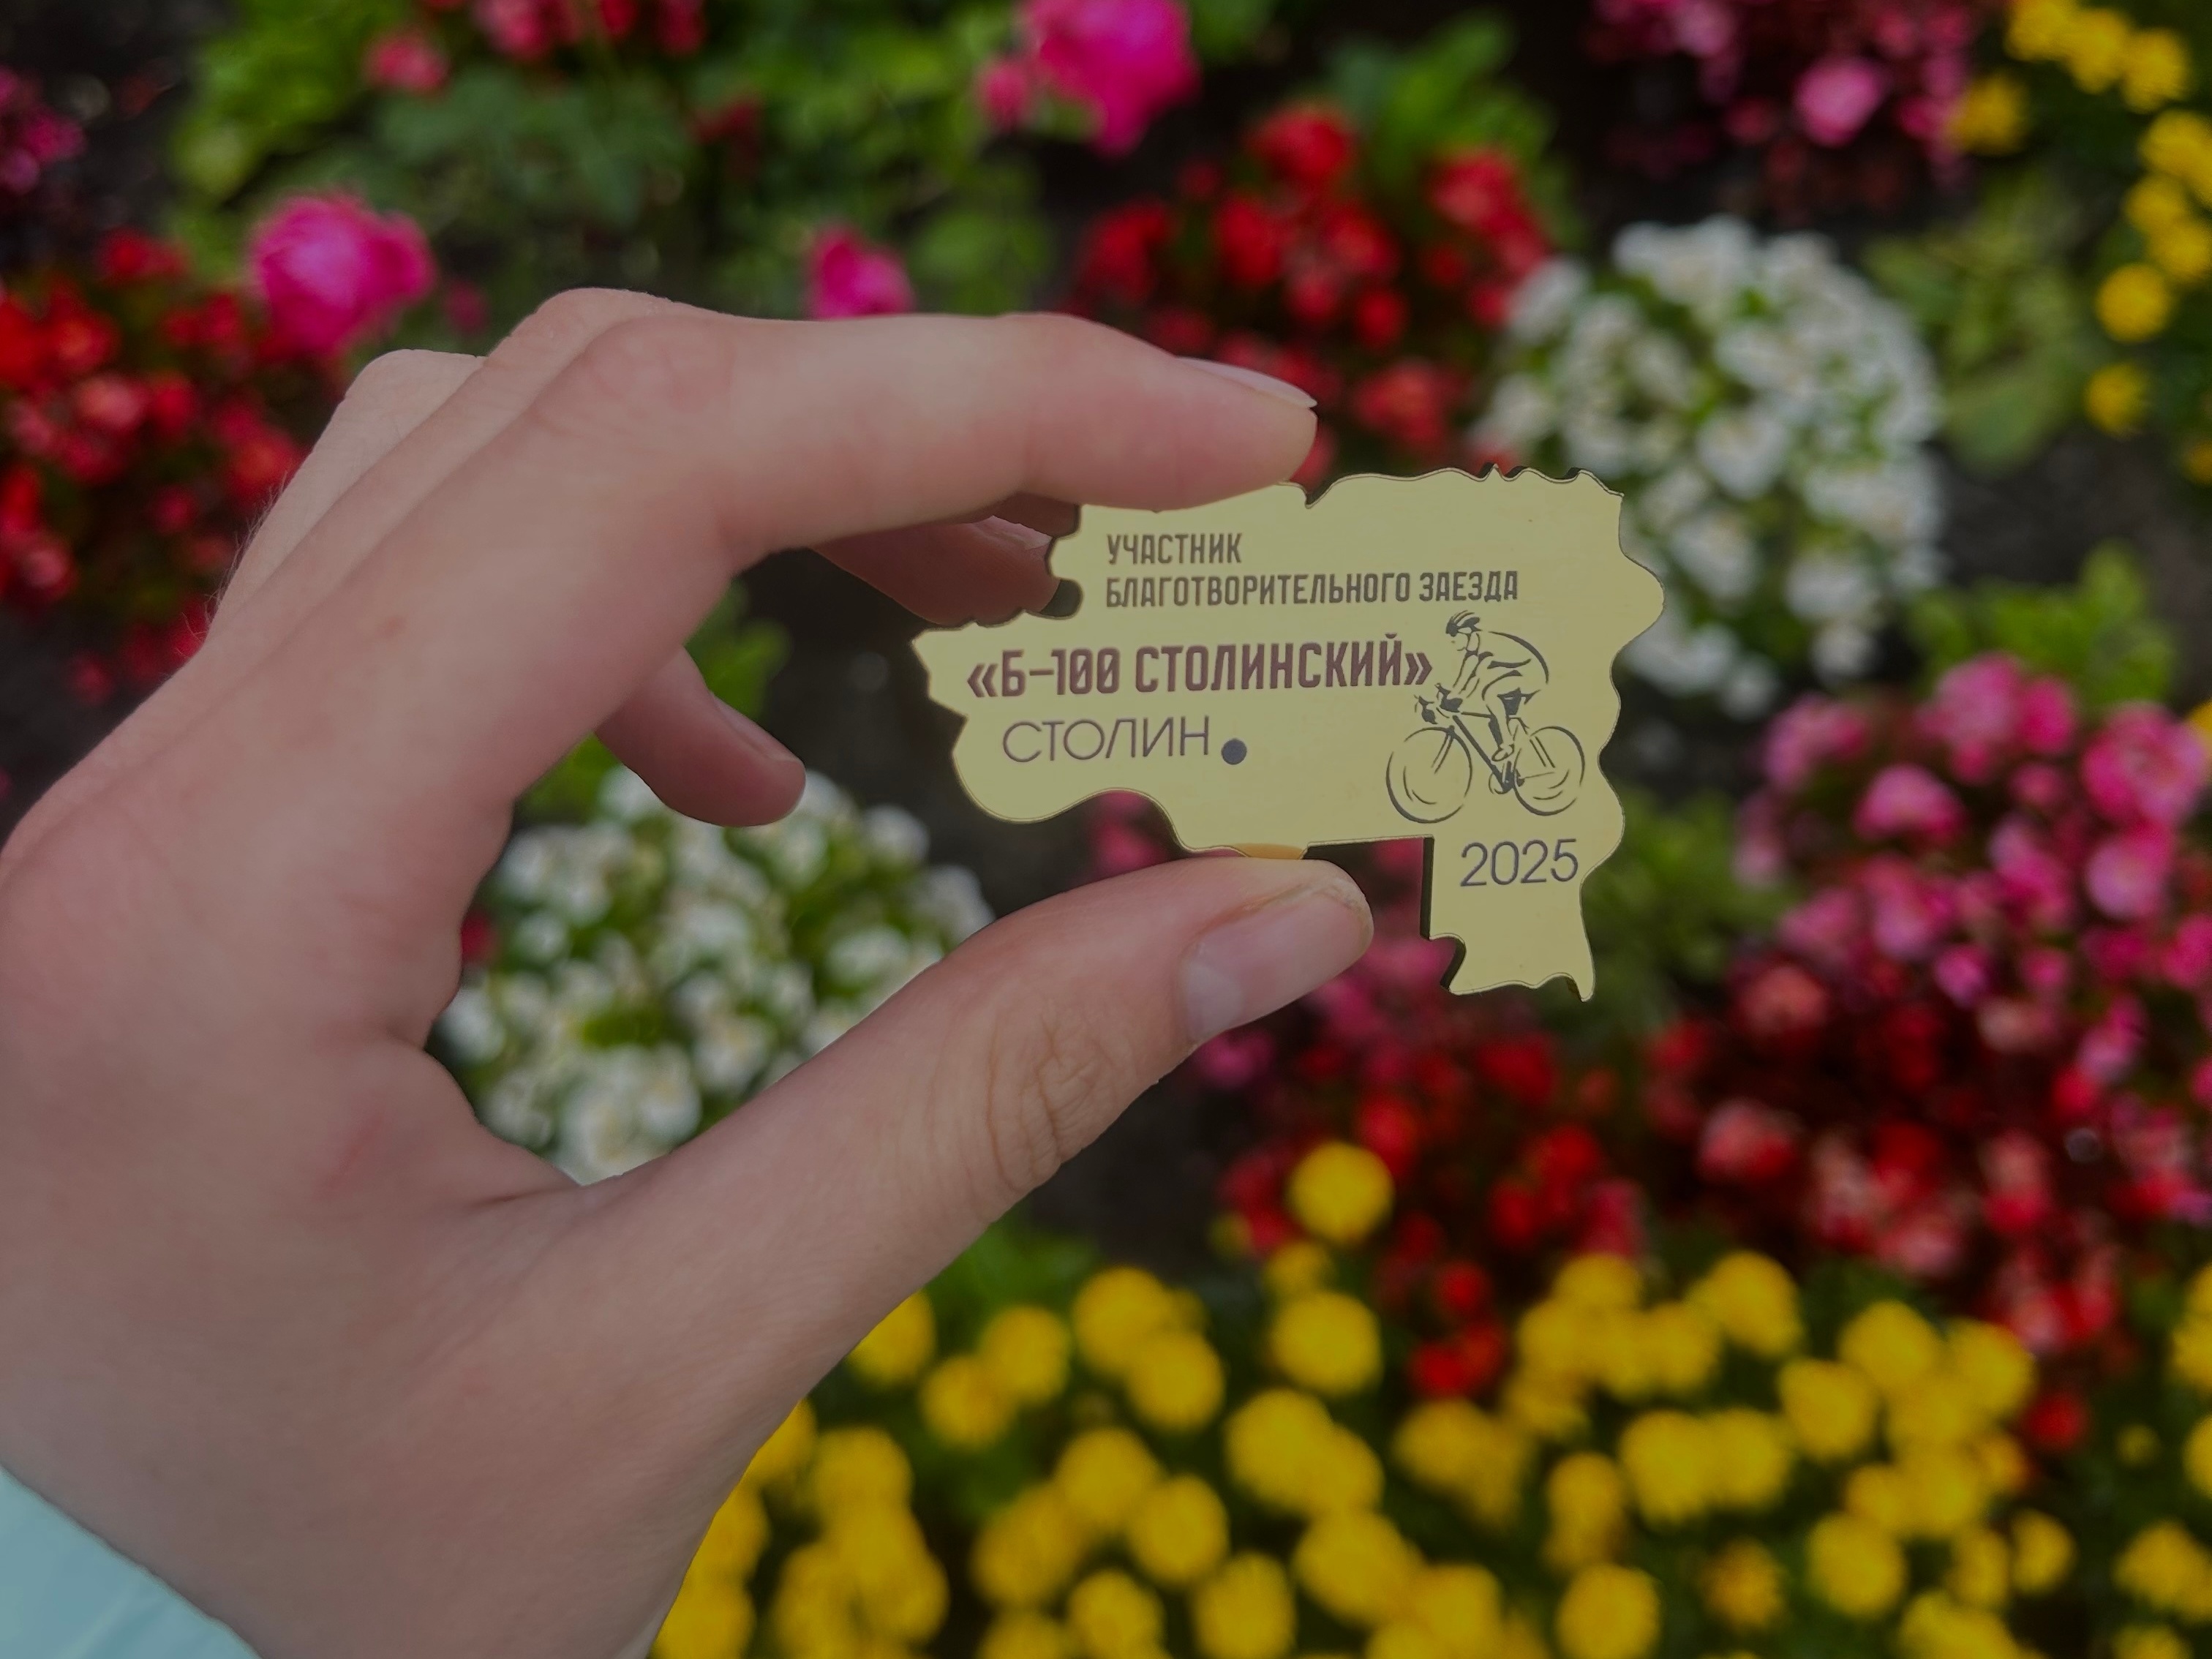 УЧАСТНИК
БЛАГОТВОРИТЕЛЬНОГО ЗАЕЗДА
«Б-100 СТОЛИНСКИЙ»
СТОЛИН
2025